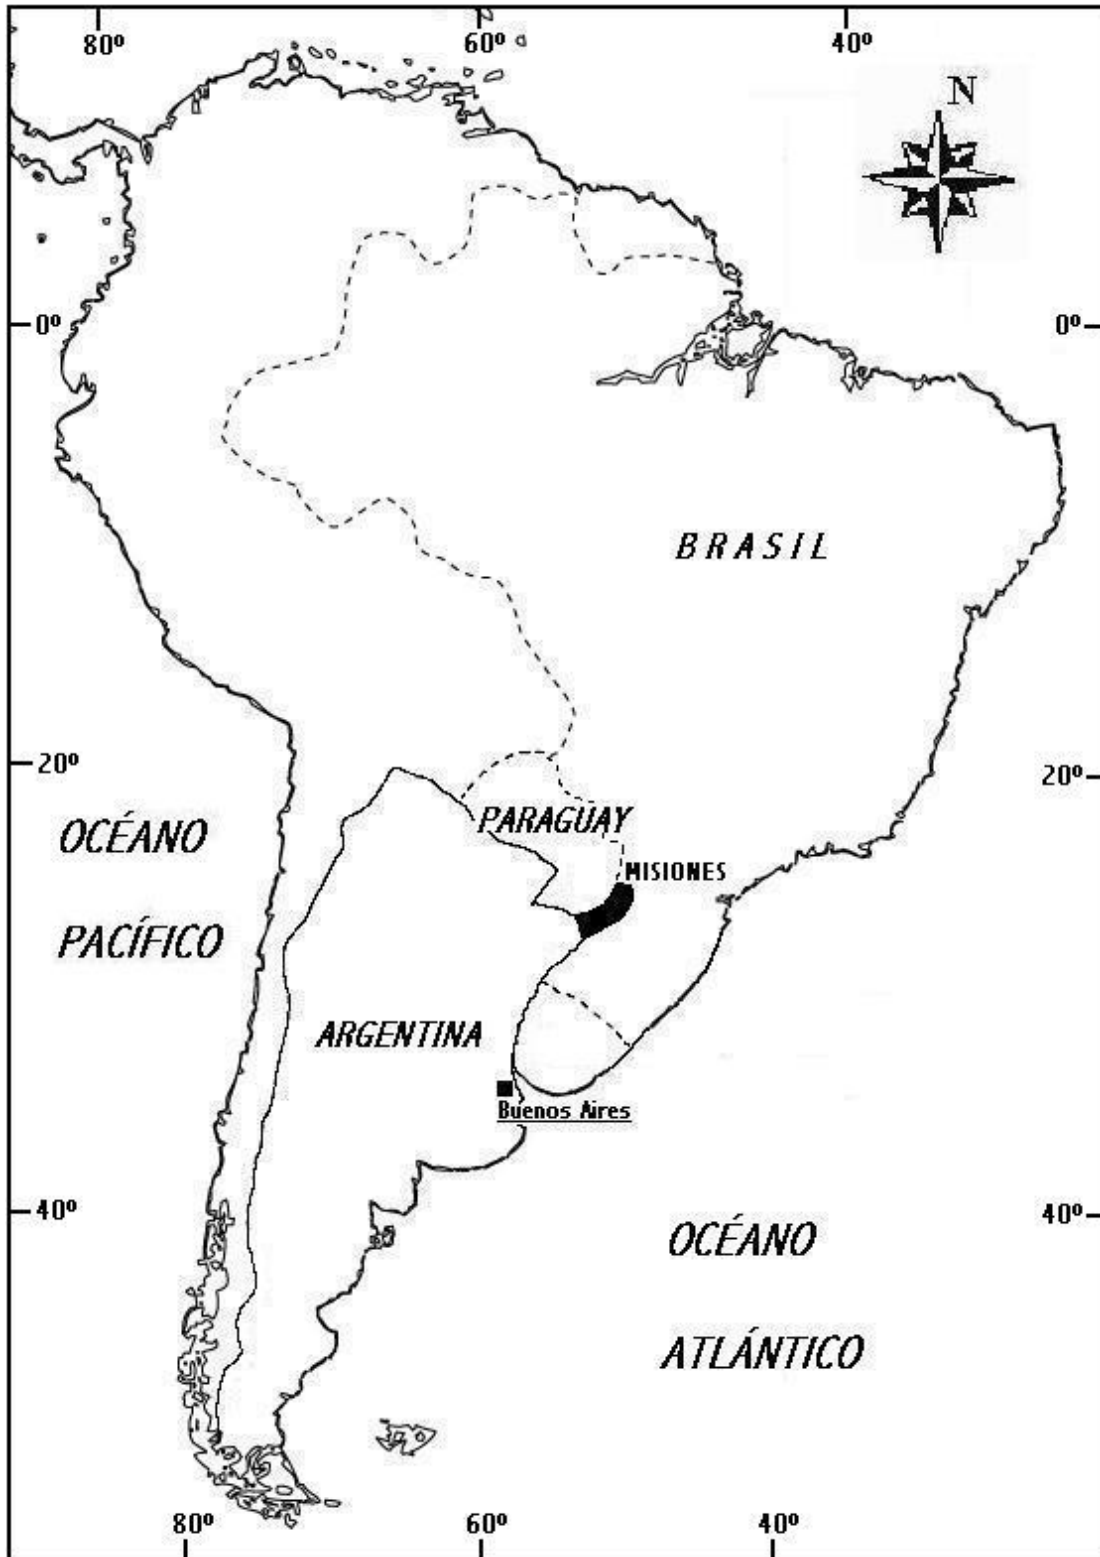 80º 60º 40º
N
0º 0º
BRASIL
20º 20º
PARAGUAY
OCÉANO
MISIONES
PACÍFICO
ARGENTINA
Buenos Aires
40º 40º
OCÉANO
ATLÁNTICO
80º 60º 40º